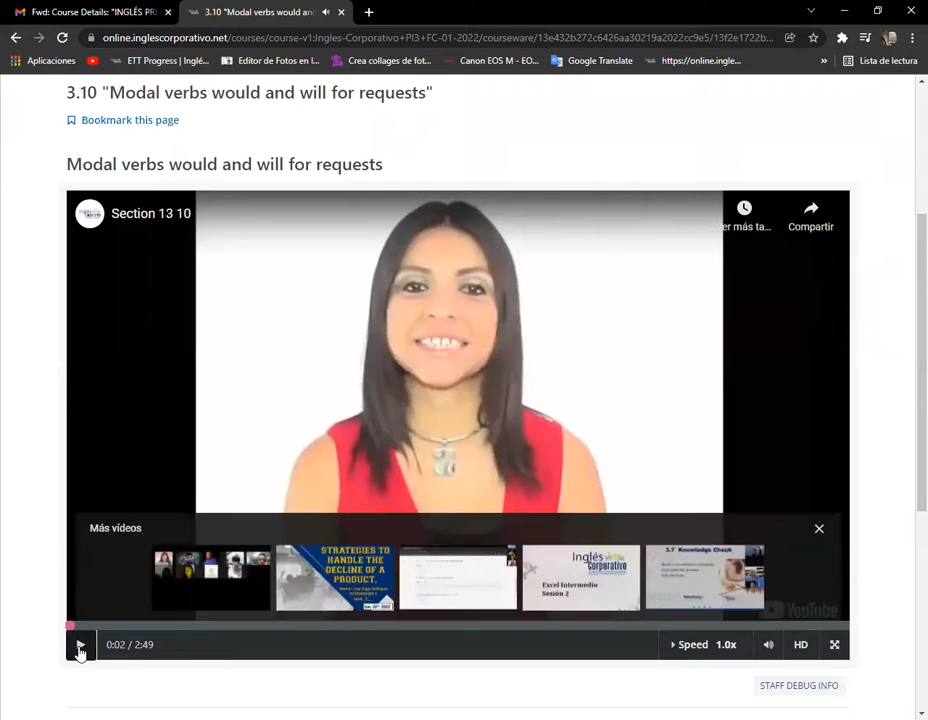 Fwd: Course Details: "INGLÉS PRE
3.10 "Modal verbs would and
online.inglescorporativo.net/courses/course-v1:Ingles-Corporativo+PI3+FC-01-2022/courseware/13e432b272c6426aa30219a2022cc9e5/13f2e1722b...
Aplicaciones
ETT Progress | Inglé...
Editor de Fotos en l...
Crea collages de fot...
Canon EOS M - EO...
Google Translate
https://online.ingle...
»
Lista de lectura
3.10 "Modal verbs would and will for requests"
Bookmark this page
Modal verbs would and will for requests
Section 13 10
er más ta...
Compartir
Más vídeos
STRATEGIES TO
HANDLE THE
DECLINE OF A
PRODUCT.
Inglés
Corporativo
Excel Intermedio
Sesión 2
3.7 Knowledge Check
YouTube
0:02 / 2:49
Speed 1.0x
HD
STAFF DEBUG INFO